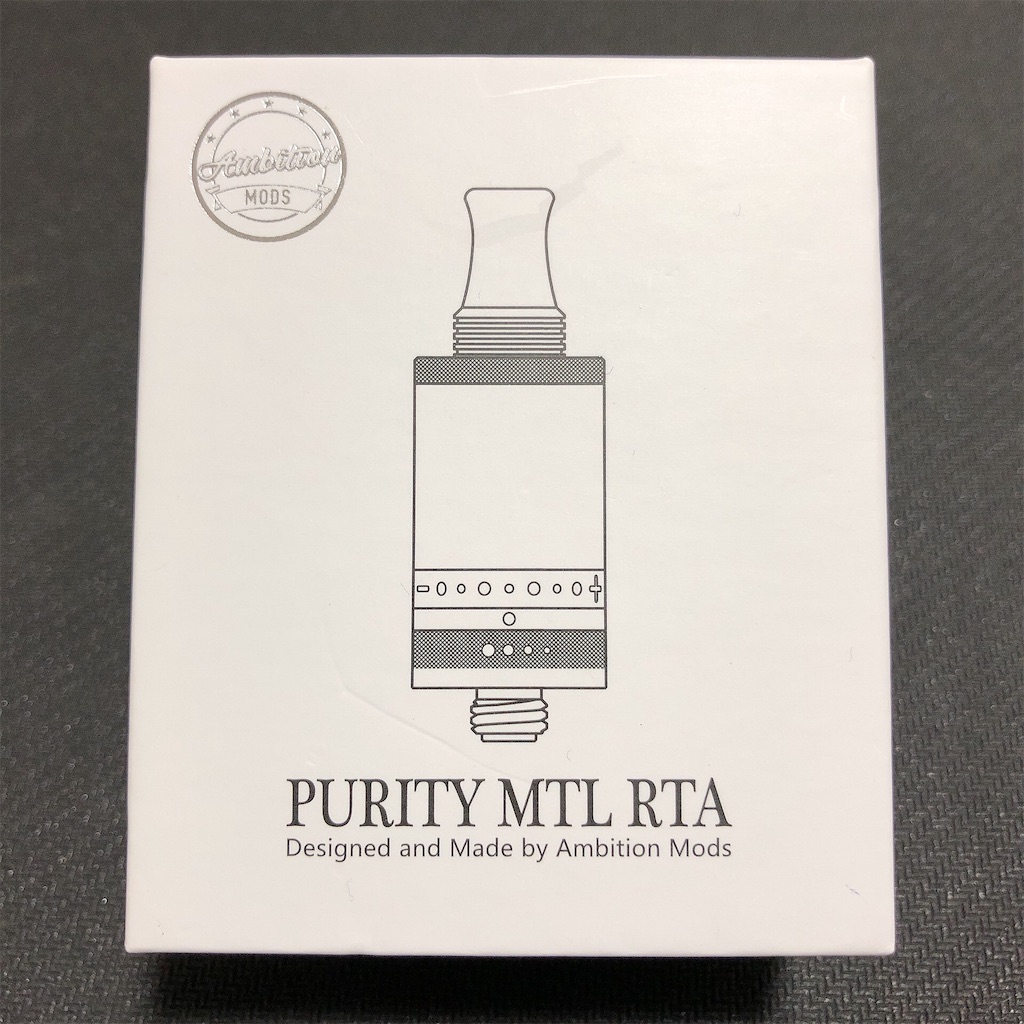 Ambition
MODS
PURITY MTL RTA
Designed and Made by Ambition Mods